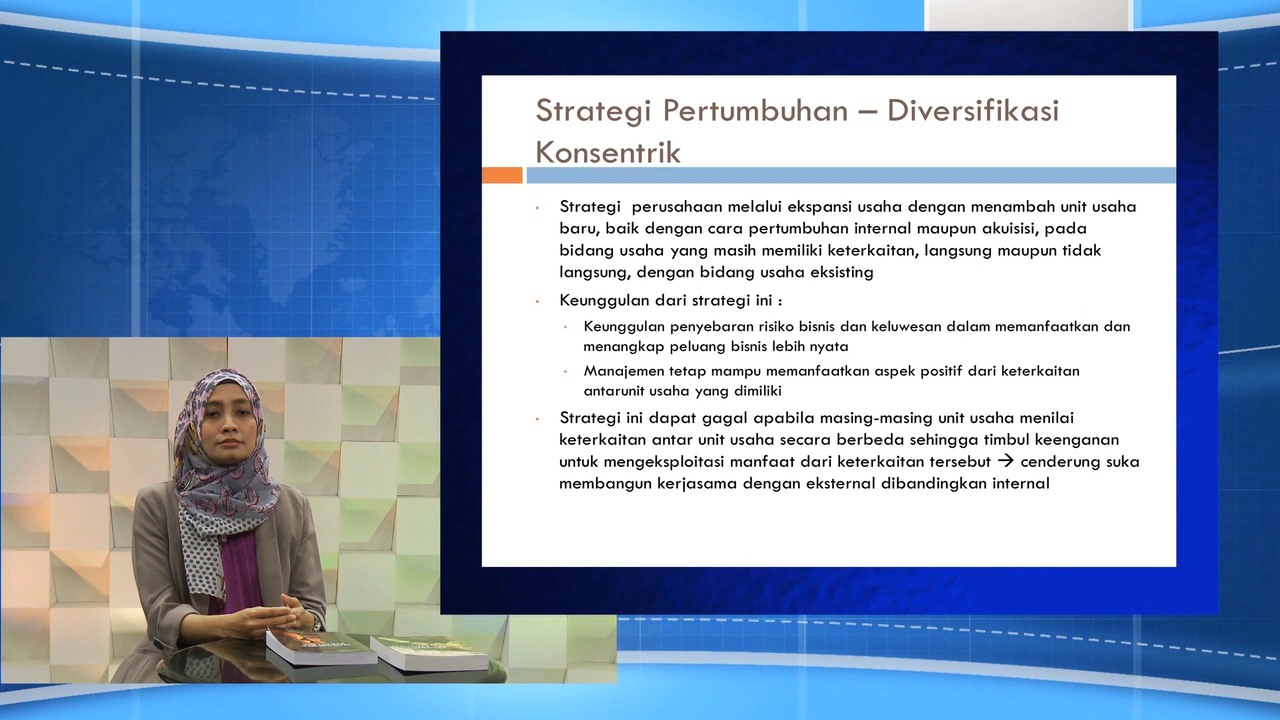 Strategi Pertumbuhan – Diversifikasi
Konsentrik
Strategi perusahaan melalui ekspansi usaha dengan menambah unit usaha
baru, baik dengan cara pertumbuhan internal maupun akuisisi, pada
bidang usaha yang masih memiliki keterkaitan, langsung maupun tidak
langsung, dengan bidang usaha eksisting
Keunggulan dari strategi ini :
Keunggulan penyebaran risiko bisnis dan keluwesan dalam memanfaatkan dan
menangkap peluang bisnis lebih nyata
Manajemen tetap mampu memanfaatkan aspek positif dari keterkaitan
antarunit usaha yang dimiliki
Strategi ini dapat gagal apabila masing-masing unit usaha menilai
keterkaitan antar unit usaha secara berbeda sehingga timbul keenganan
untuk mengeksploitasi manfaat dari keterkaitan tersebut → cenderung suka
membangun kerjasama dengan eksternal dibandingkan internal